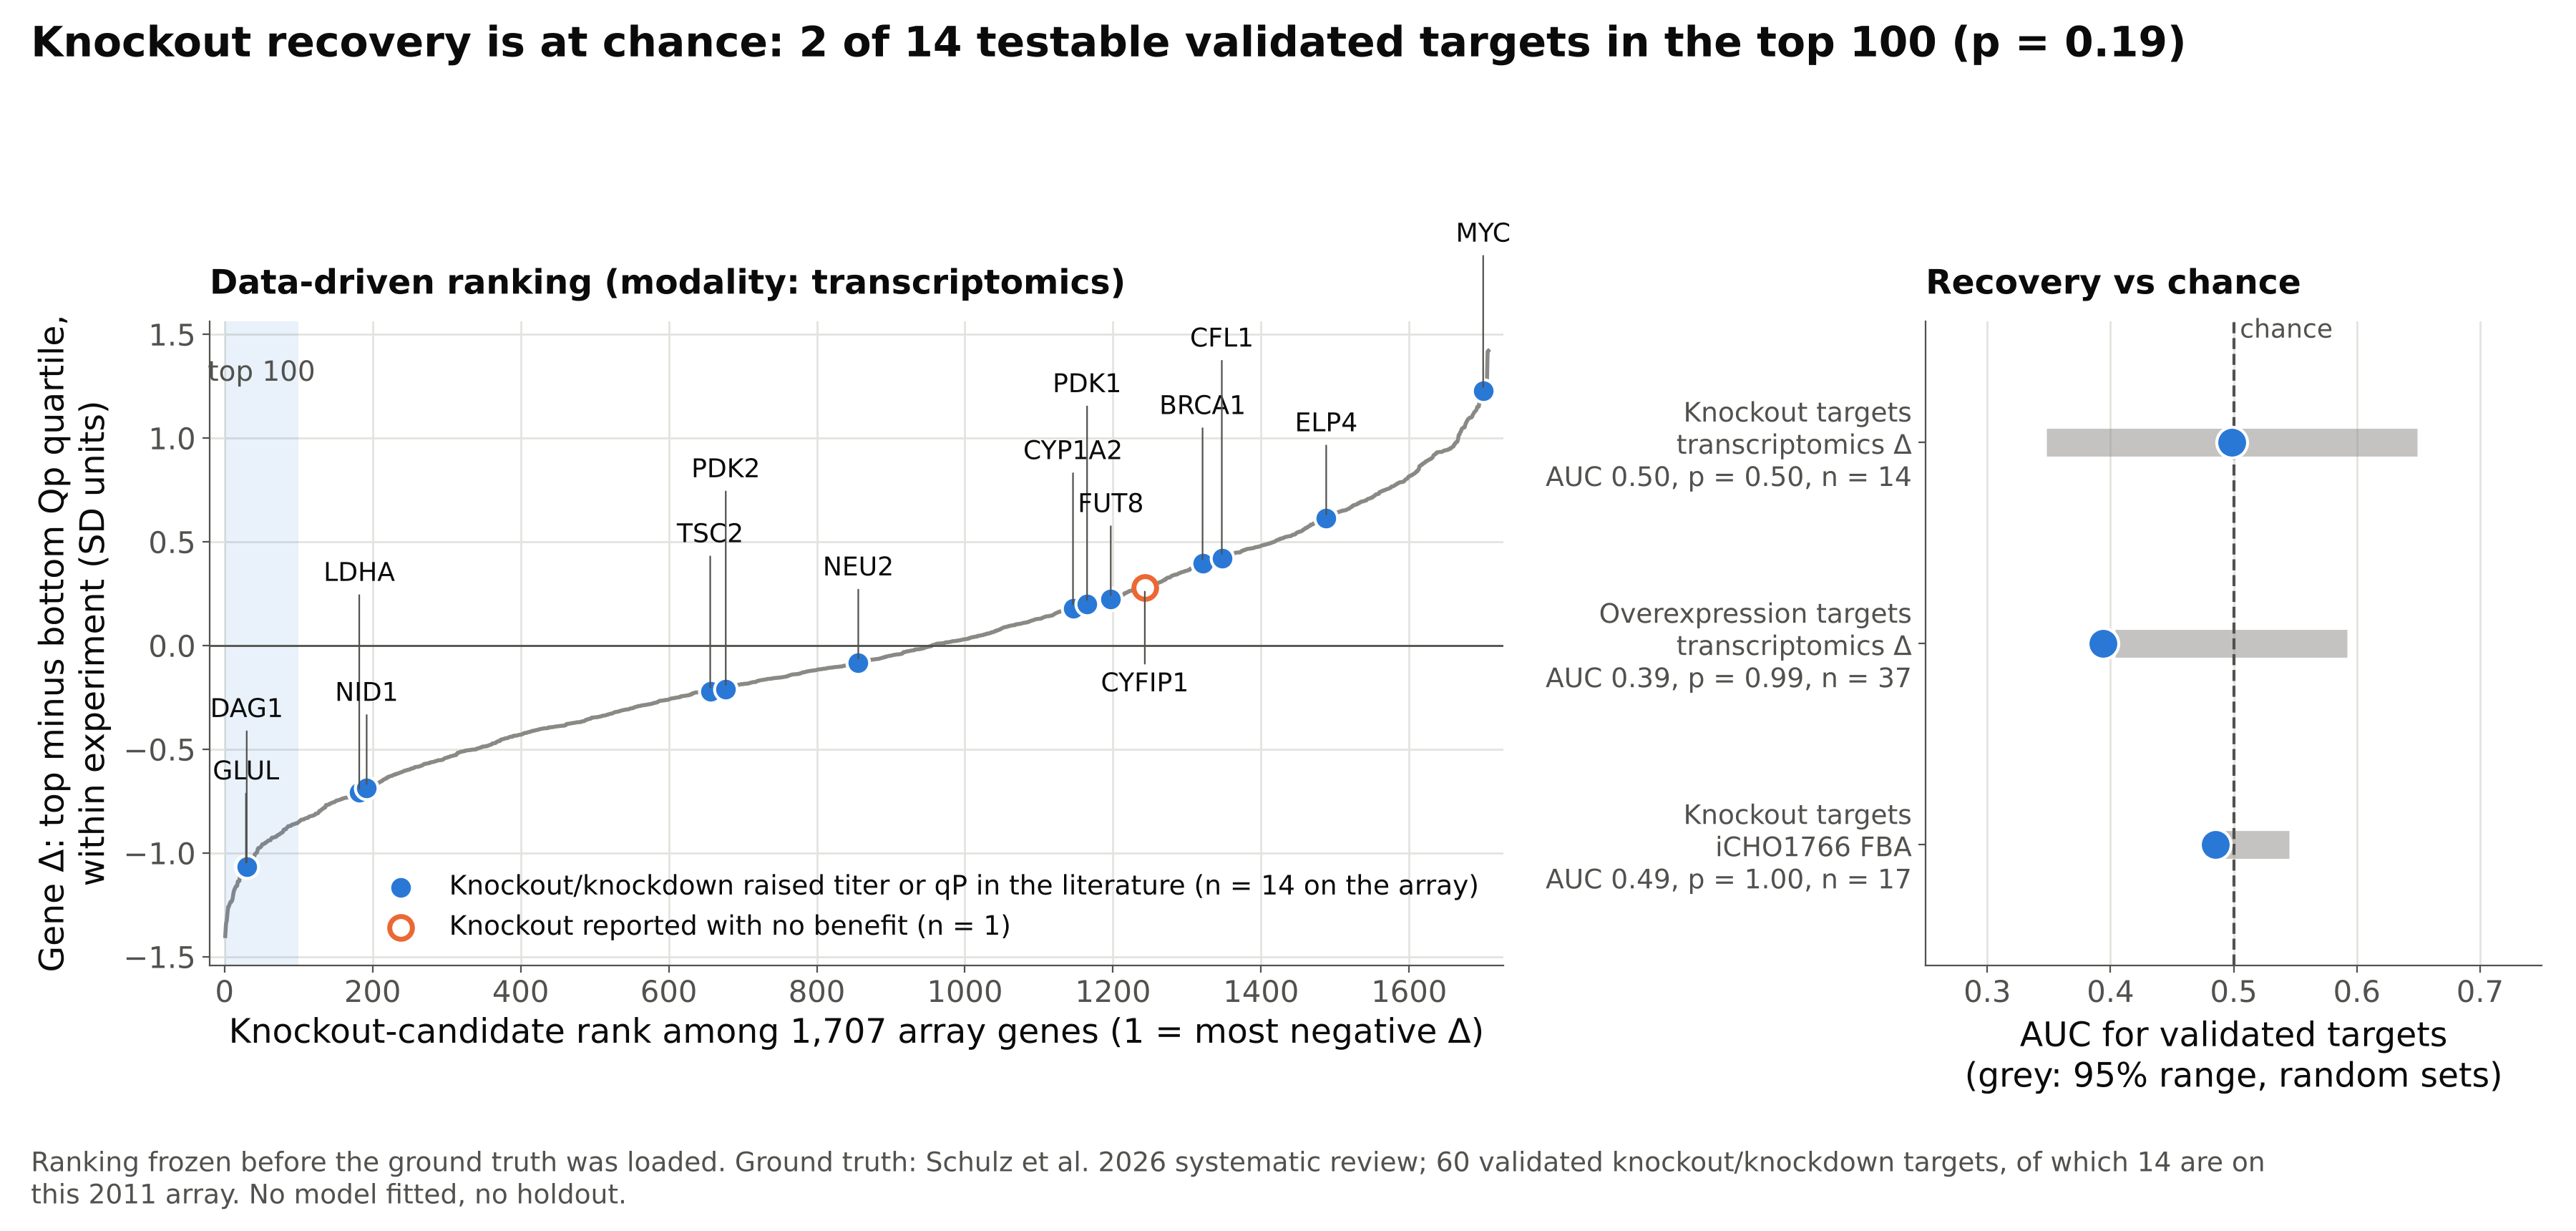 Knockout recovery is at chance: 2 of 14 testable validated targets in the top 100 (p = 0.19)
Data-driven ranking (modality: transcriptomics)
Gene Δ: top minus bottom Qp quartile,
within experiment (SD units)
1.5
1.0
0.5
0.0
−0.5
−1.0
−1.5
top 100
MYC
CFL1
PDK1
BRCA1
ELP4
CYP1A2
PDK2
FUT8
TSC2
NEU2
LDHA
CYFIP1
NID1
DAG1
GLUL
Knockout/knockdown raised titer or qP in the literature (n = 14 on the array)
Knockout reported with no benefit (n = 1)
0 200 400 600 800 1000 1200 1400 1600
Knockout-candidate rank among 1,707 array genes (1 = most negative Δ)
Recovery vs chance
chance
Knockout targets
transcriptomics Δ
AUC 0.50, p = 0.50, n = 14
Overexpression targets
transcriptomics Δ
AUC 0.39, p = 0.99, n = 37
Knockout targets
iCHO1766 FBA
AUC 0.49, p = 1.00, n = 17
0.3 0.4 0.5 0.6 0.7
AUC for validated targets
(grey: 95% range, random sets)
Ranking frozen before the ground truth was loaded. Ground truth: Schulz et al. 2026 systematic review; 60 validated knockout/knockdown targets, of which 14 are on
this 2011 array. No model fitted, no holdout.